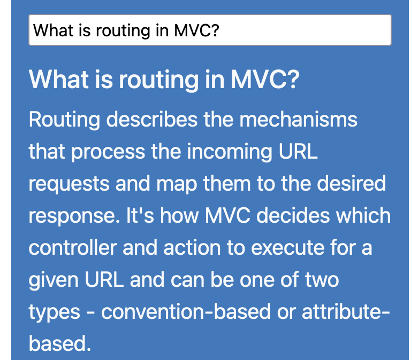 What is routing in MVC?
What is routing in MVC?
Routing describes the mechanisms
that process the incoming URL
requests and map them to the desired
response. It's how MVC decides which
controller and action to execute for a
given URL and can be one of two
types - convention-based or attribute-
based.